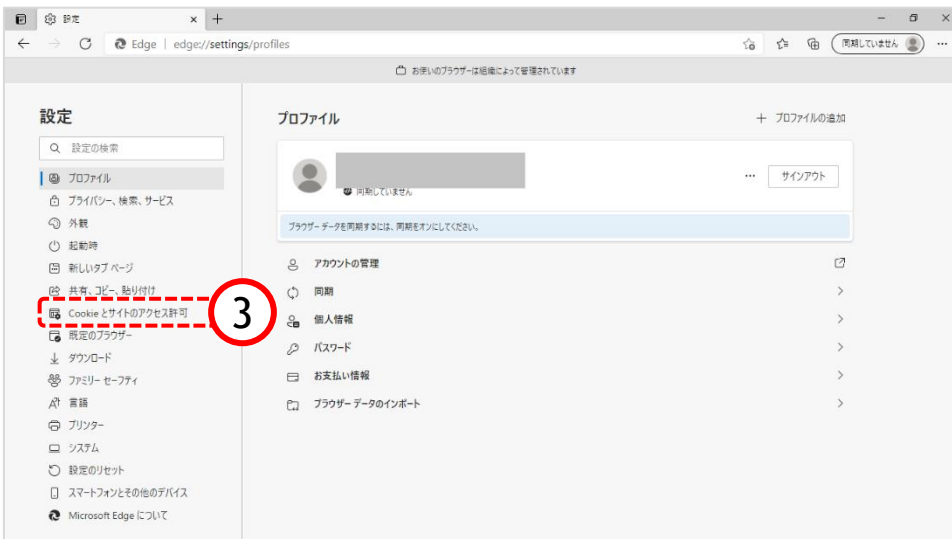 設定
Edge | edge://settings/profiles
同期していません
お使いのブラウザーは組織によって管理されています
設定
設定の検索
プロファイル
プライバシー、検索、サービス
外観
起動時
新しいタブ ページ
共有、コピー、貼り付け
Cookie とサイトのアクセス許可
3
既定のブラウザー
ダウンロード
ファミリー セーフティ
言語
プリンター
システム
設定のリセット
スマートフォンとその他のデバイス
Microsoft Edge について
プロファイル
プロファイルの追加
同期していません
サインアウト
ブラウザー データを同期するには、同期をオンにしてください。
アカウントの管理
同期
個人情報
パスワード
お支払い情報
ブラウザー データのインポート